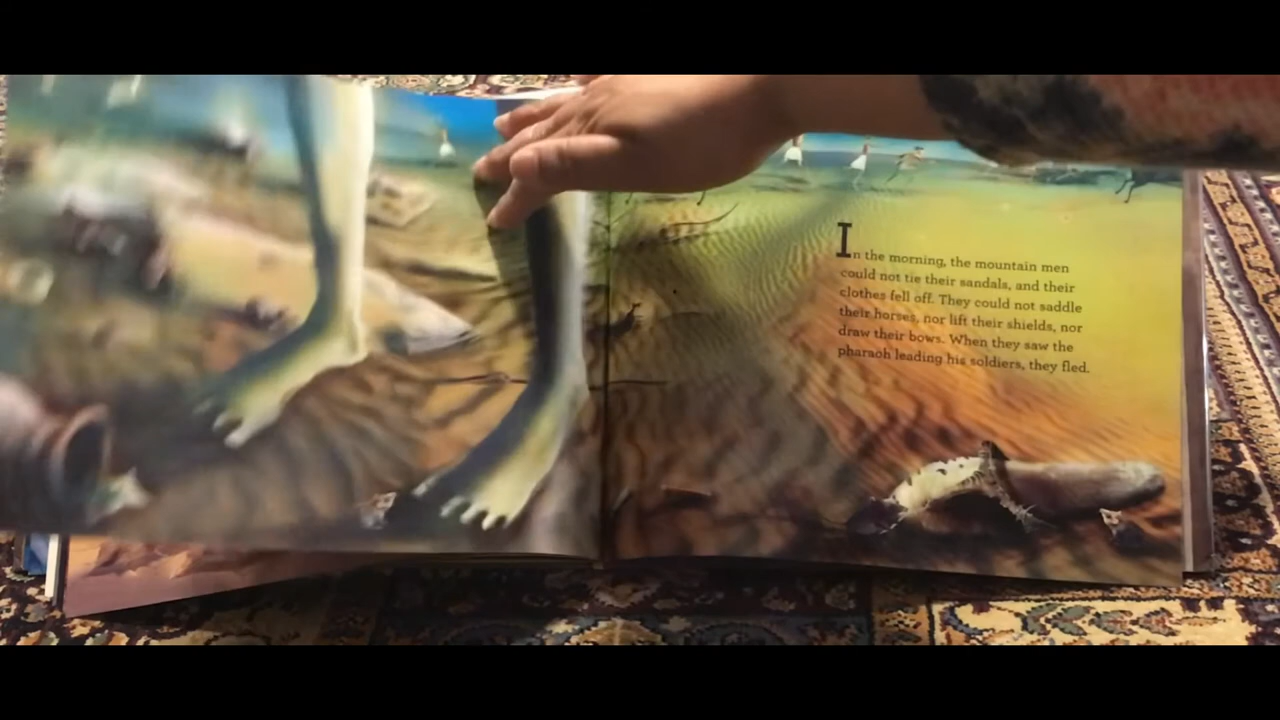 In the morning, the mountain men
could not tie their sandals, and their
clothes fell off. They could not saddle
their horses, nor lift their shields, nor
draw their bows. When they saw the
pharaoh leading his soldiers, they fled.